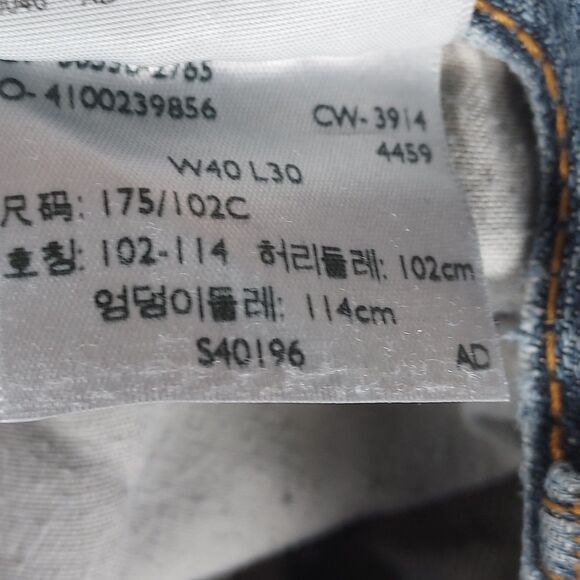 O- 4100239856
CW- 3914
4459
W40 L30
尺码: 175/102C
호칭: 102-114 허리둘레: 102cm
엉덩이둘레: 114cm
S40196 AD